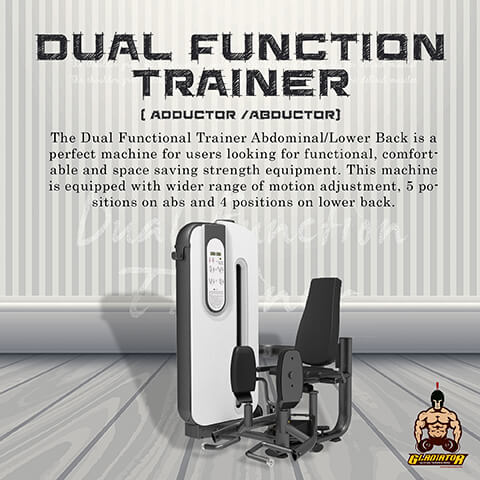 DUAL FUNCTION
TRAINER
( ADDUCTOR /ABDUCTOR)
The Dual Functional Trainer Abdominal/Lower Back is a
perfect machine for users looking for functional, comfort-
able and space saving strength equipment. This machine
is equipped with wider range of motion adjustment, 5 po-
sitions on abs and 4 positions on lower back.
Dual Function
GLADIATOR